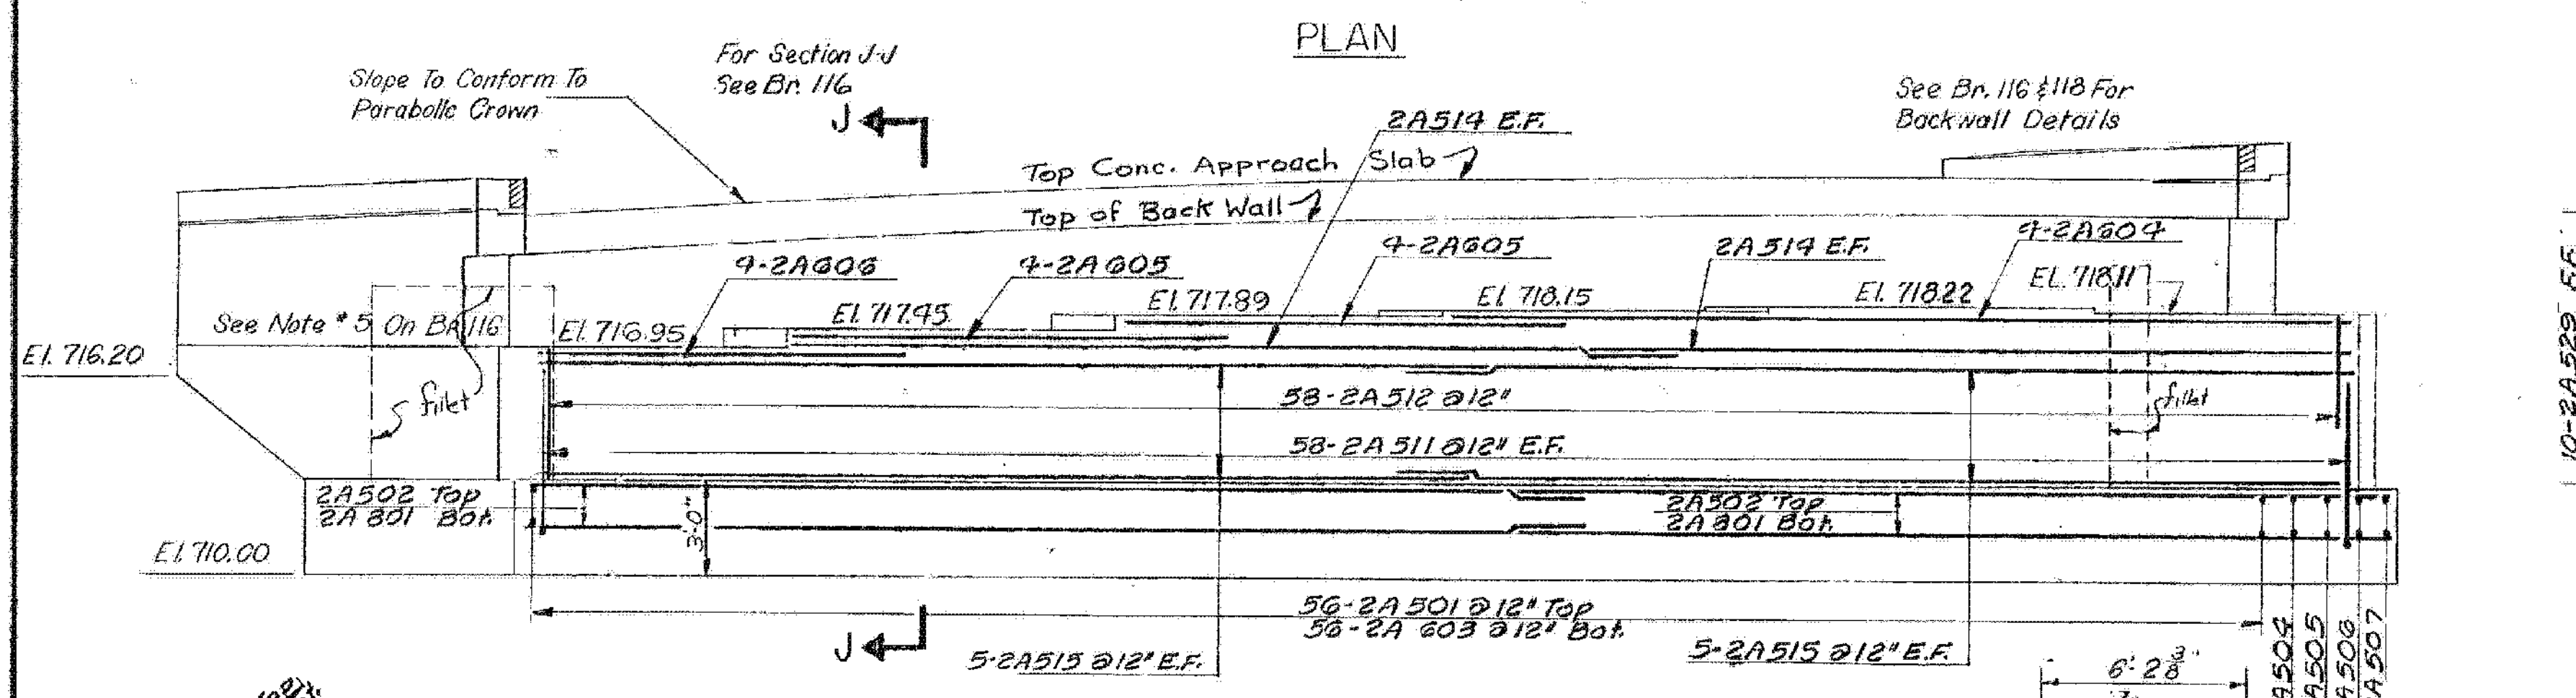 PLAN
For Section J-J
See Br. 116
Slope To Conform To
Parabolic Crown
J
See Br. 116 & 118 For
Backwall Details
2A514 E.F.
Top Conc. Approach Slab
Top of Back Wall
4-2A606
4-2A605
4-2A605
2A514 E.F.
4-2A604
See Note #5 On Br. 116
El. 716.95
El. 717.45
El. 717.89
El. 718.15
El. 718.22
El. 718.11
El. 716.20
fillet
58-2A512 @12"
fillet
58-2A511 @12" E.F.
2A502 Top
2A801 Bot.
3'-0"
2A502 Top
2A801 Bot.
El. 710.00
56-2A501 @12" Top
56-2A603 @12" Bot.
J
5-2A515 @12" E.F.
5-2A515 @12" E.F.
6'-2 3/8"
A504
A505
A506
A507
10-2A529 F.F.